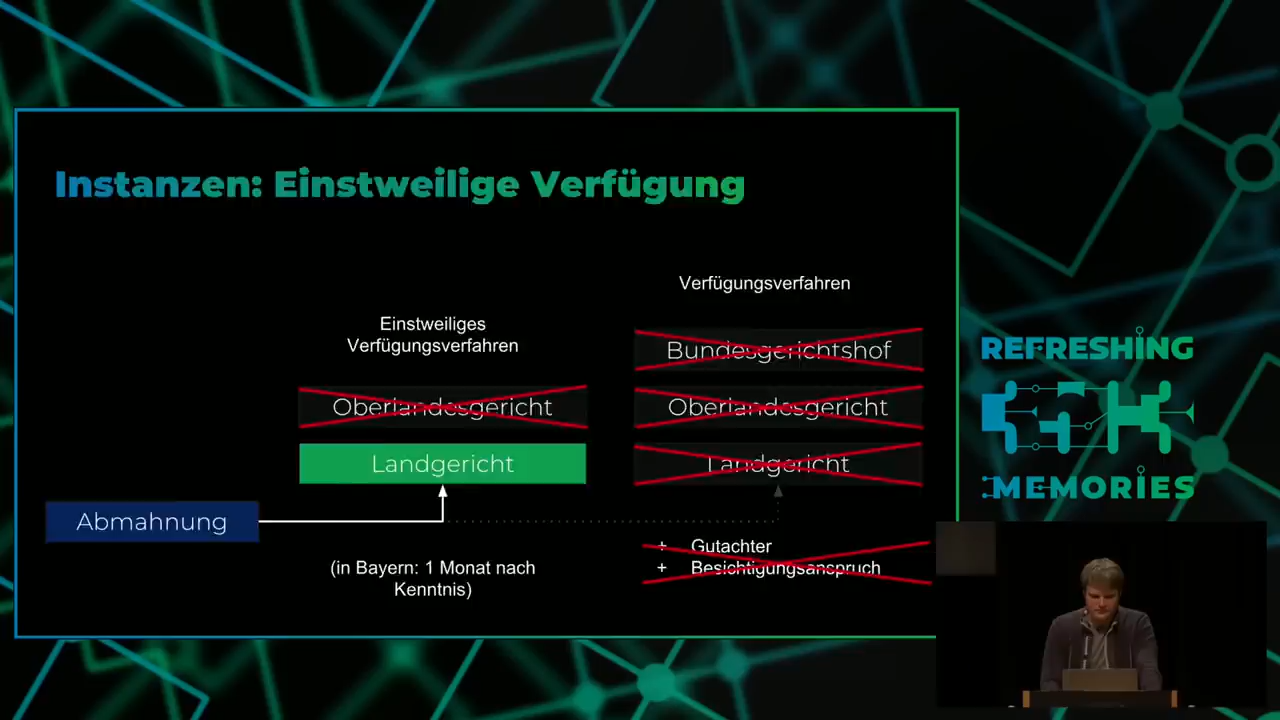 Instanzen: Einstweilige Verfügung
Verfügungsverfahren
Einstweiliges
Verfügungsverfahren
Bundesgerichtshof
Oberlandesgericht
Oberlandesgericht
Landgericht
Landgericht
Abmahnung
(in Bayern: 1 Monat nach
Kenntnis)
+ Gutachter
+ Besichtigungsanspruch
REFRESHING
MEMORIES